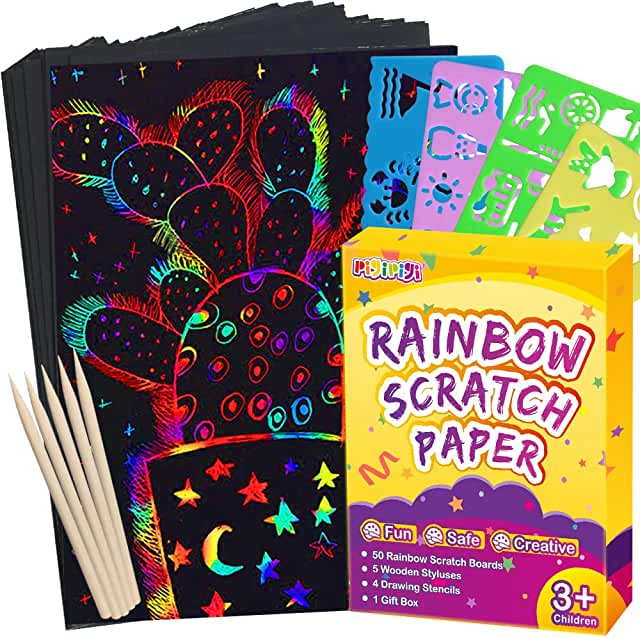 PiGiPiGi
RAINBOW
SCRATCH
PAPER
Fun Safe Creative
• 50 Rainbow Scratch Boards
• 5 Wooden Styluses
• 4 Drawing Stencils
• 1 Gift Box
3+
Children